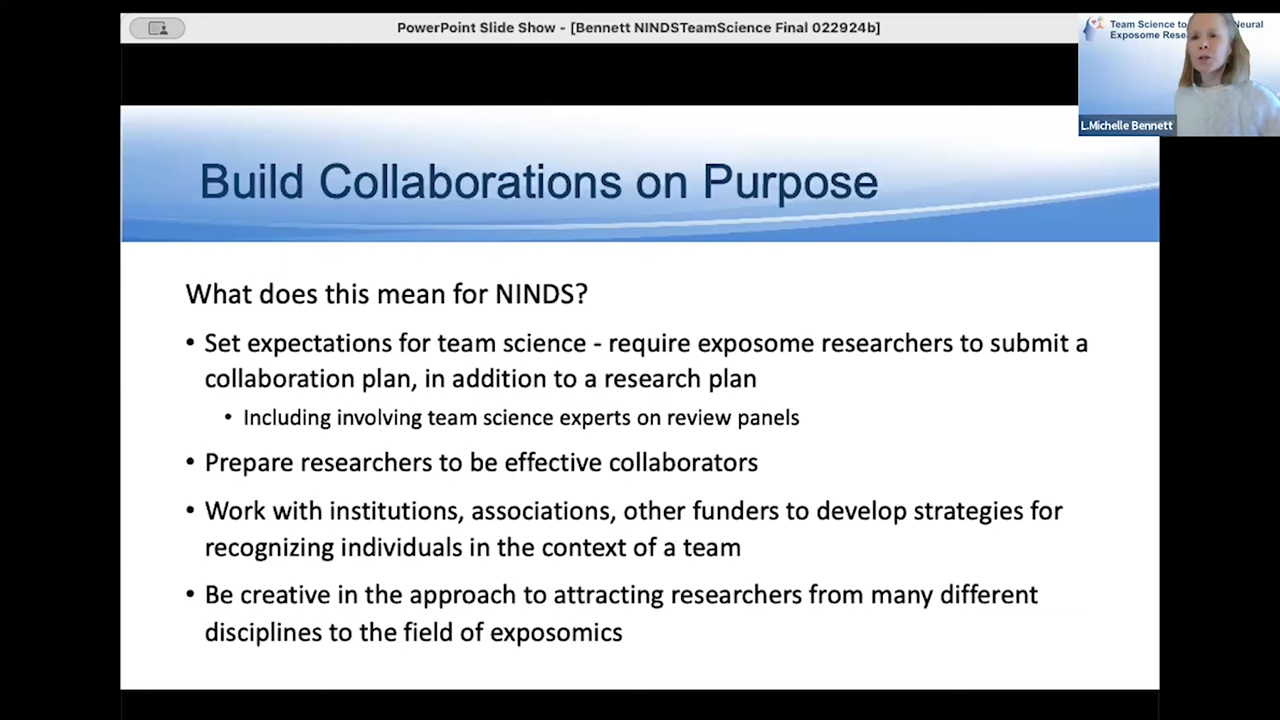 PowerPoint Slide Show - [Bennett NINDSTeamScience Final 022924b]
Team Science to Neural
Exposome
L.Michelle Bennett
Build Collaborations on Purpose
What does this mean for NINDS?
• Set expectations for team science - require exposome researchers to submit a
collaboration plan, in addition to a research plan
• Including involving team science experts on review panels
• Prepare researchers to be effective collaborators
• Work with institutions, associations, other funders to develop strategies for
recognizing individuals in the context of a team
• Be creative in the approach to attracting researchers from many different
disciplines to the field of exposomics